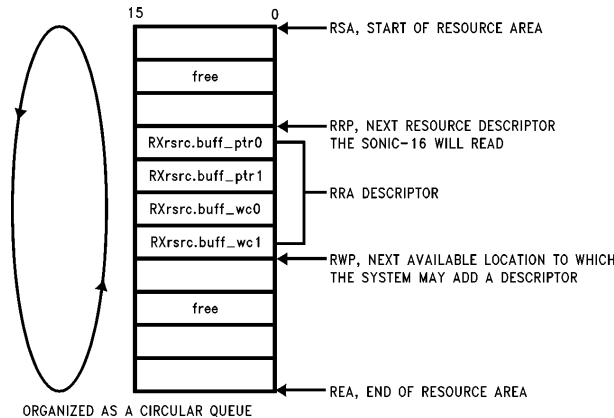 15 0
RSA, START OF RESOURCE AREA
free
RRP, NEXT RESOURCE DESCRIPTOR
THE SONIC-16 WILL READ
RXrsrc.buff_ptr0
RXrsrc.buff_ptr1
RRA DESCRIPTOR
RXrsrc.buff_wc0
RXrsrc.buff_wc1
RWP, NEXT AVAILABLE LOCATION TO WHICH
THE SYSTEM MAY ADD A DESCRIPTOR
free
REA, END OF RESOURCE AREA
ORGANIZED AS A CIRCULAR QUEUE